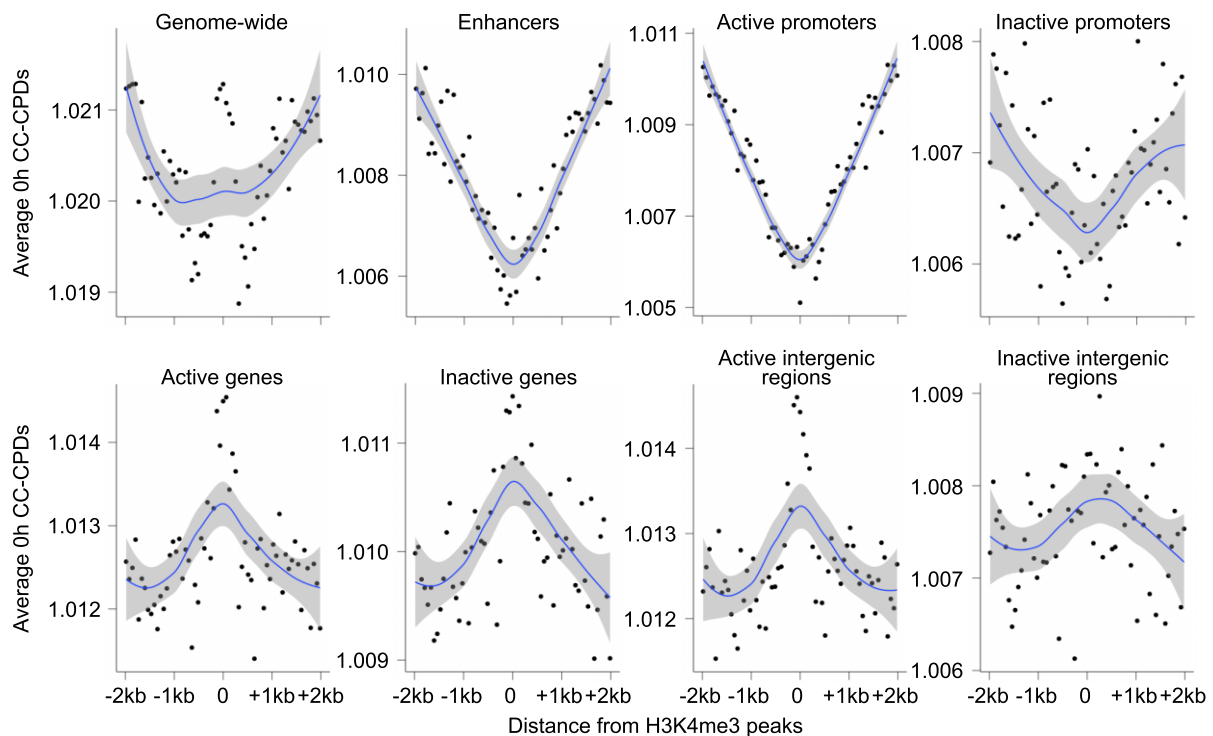 Genome-wide
Enhancers
Active promoters
Inactive promoters
Average 0h CC-CPDs
1.021
1.020
1.019
1.010
1.008
1.006
1.011
1.009
1.007
1.005
1.008
1.007
1.006
Active genes
Inactive genes
Active intergenic
regions
Inactive intergenic
regions
Average 0h CC-CPDs
1.014
1.013
1.012
1.011
1.010
1.009
1.014
1.013
1.012
1.009
1.008
1.007
1.006
-2kb -1kb 0 +1kb +2kb
-2kb -1kb 0 +1kb +2kb
-2kb -1kb 0 +1kb +2kb
-2kb -1kb 0 +1kb +2kb
Distance from H3K4me3 peaks